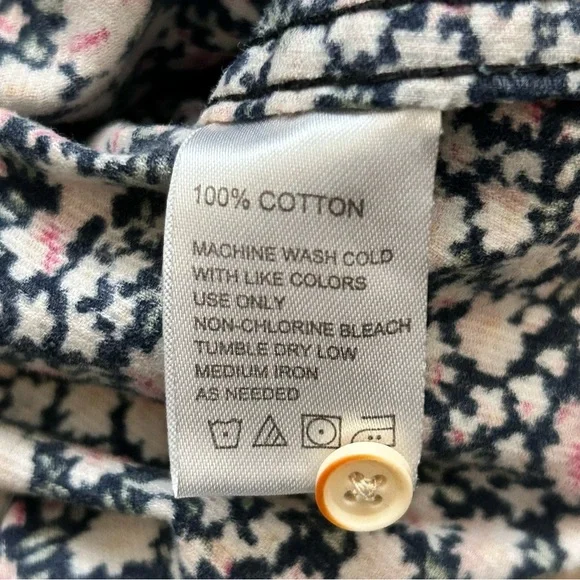 100% COTTON
MACHINE WASH COLD
WITH LIKE COLORS
USE ONLY
NON-CHLORINE BLEACH
TUMBLE DRY LOW
MEDIUM IRON
AS NEEDED